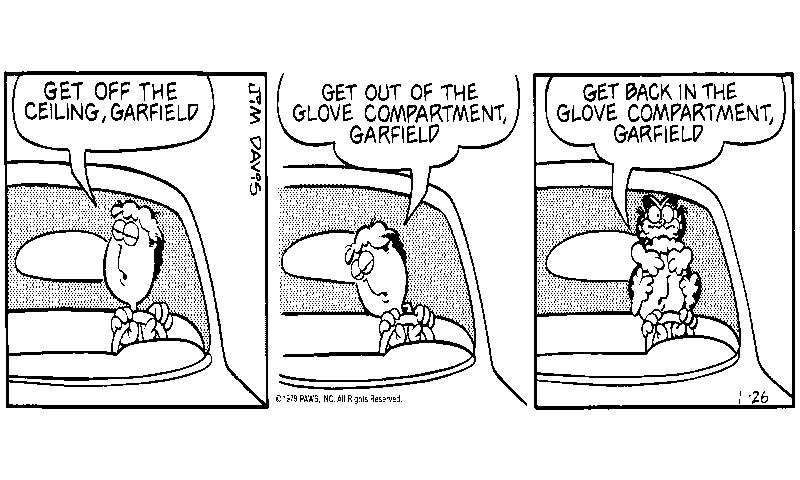 GET OFF THE
CEILING, GARFIELD
JIM DAVIS
GET OUT OF THE
GLOVE COMPARTMENT,
GARFIELD
© 1979 PAWS, INC. All Rights Reserved.
GET BACK IN THE
GLOVE COMPARTMENT,
GARFIELD
1-26